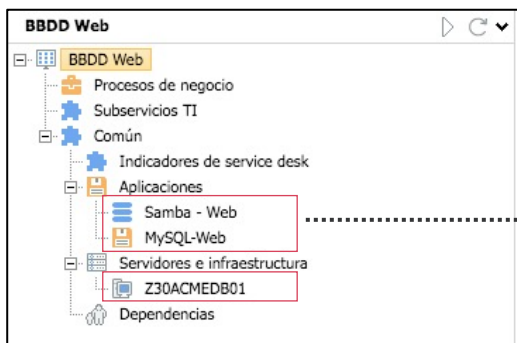 BBDD Web
BBDD Web
Procesos de negocio
Subservicios TI
Común
Indicadores de service desk
Aplicaciones
Samba - Web
MySQL-Web
Servidores e infraestructura
Z30ACMEDB01
Dependencias